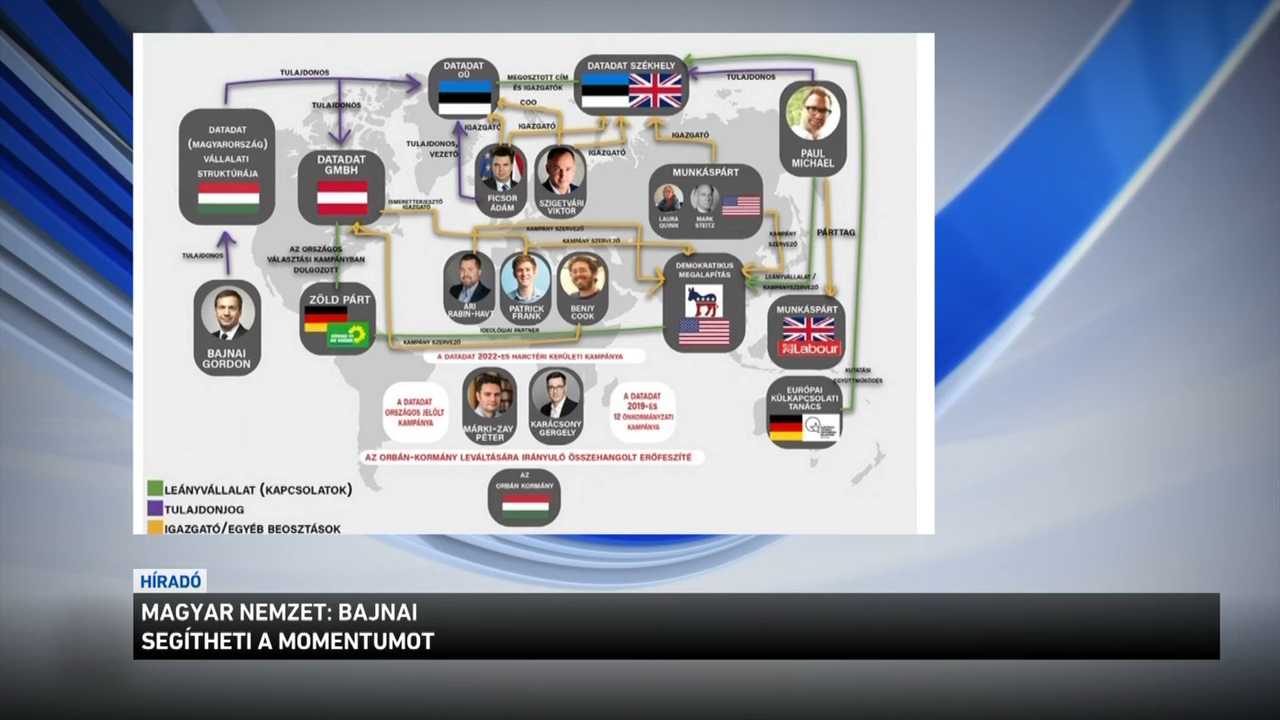 DATADAT
OÜ
DATADAT SZÉKHELY
TULAJDONOS
MEGOSZTOTT CÍM
ÉS IGAZGATÓK
TULAJDONOS
COO
TULAJDONOS
IGAZGATÓ
IGAZGATÓ
IGAZGATÓ
IGAZGATÓ
DATADAT
(MAGYARORSZÁG)
VÁLLALATI
STRUKTÚRÁJA
DATADAT
GMBH
TULAJDONOS,
VEZETŐ
FICSOR
ÁDÁM
SZIGETVÁRI
VIKTOR
MUNKÁSPÁRT
LAURA
QUINN
MARK
STEITZ
PAUL
MICHAEL
ISMERETTERJESZTŐ
IGAZGATÓ
KAMPÁNY SZERVEZŐ
KAMPÁNY SZERVEZŐ
KAMPÁNY
SZERVEZŐ
PÁRTTAG
TULAJDONOS
AZ ORSZÁGOS
VÁLASZTÁSI KAMPÁNYBAN
DOLGOZOTT
BAJNAI
GORDON
ZÖLD PÁRT
ARI
RABIN-HAVT
PATRICK
FRANK
BENJY
COOK
DEMOKRATIKUS
MEGALAPÍTÁS
LEÁNYVÁLLALAT /
KAMPÁNYSZERVEZŐ
MUNKÁSPÁRT
Labour
IDEOLÓGIAI PARTNER
KAMPÁNY SZERVEZŐ
KUTATÁSI
EGYÜTTMŰKÖDÉS
EURÓPAI
KÜLKAPCSOLATI
TANÁCS
A DATADAT 2022-ES HARCTÉRI KERÜLETI KAMPÁNYA
A DATADAT
ORSZÁGOS JELÖLT
KAMPÁNYA
MÁRKI-ZAY
PÉTER
KARÁCSONY
GERGELY
A DATADAT
2019-ES
12 ÖNKORMÁNYZATI
KAMPÁNYA
AZ ORBÁN-KORMÁNY LEVÁLTÁSÁRA IRÁNYULÓ ÖSSZEHANGOLT ERŐFESZÍTÉ
AZ
ORBÁN KORMÁNY
LEÁNYVÁLLALAT (KAPCSOLATOK)
TULAJDONJOG
IGAZGATÓ/EGYÉB BEOSZTÁSOK
HÍRADÓ
MAGYAR NEMZET: BAJNAI
SEGÍTHETI A MOMENTUMOT